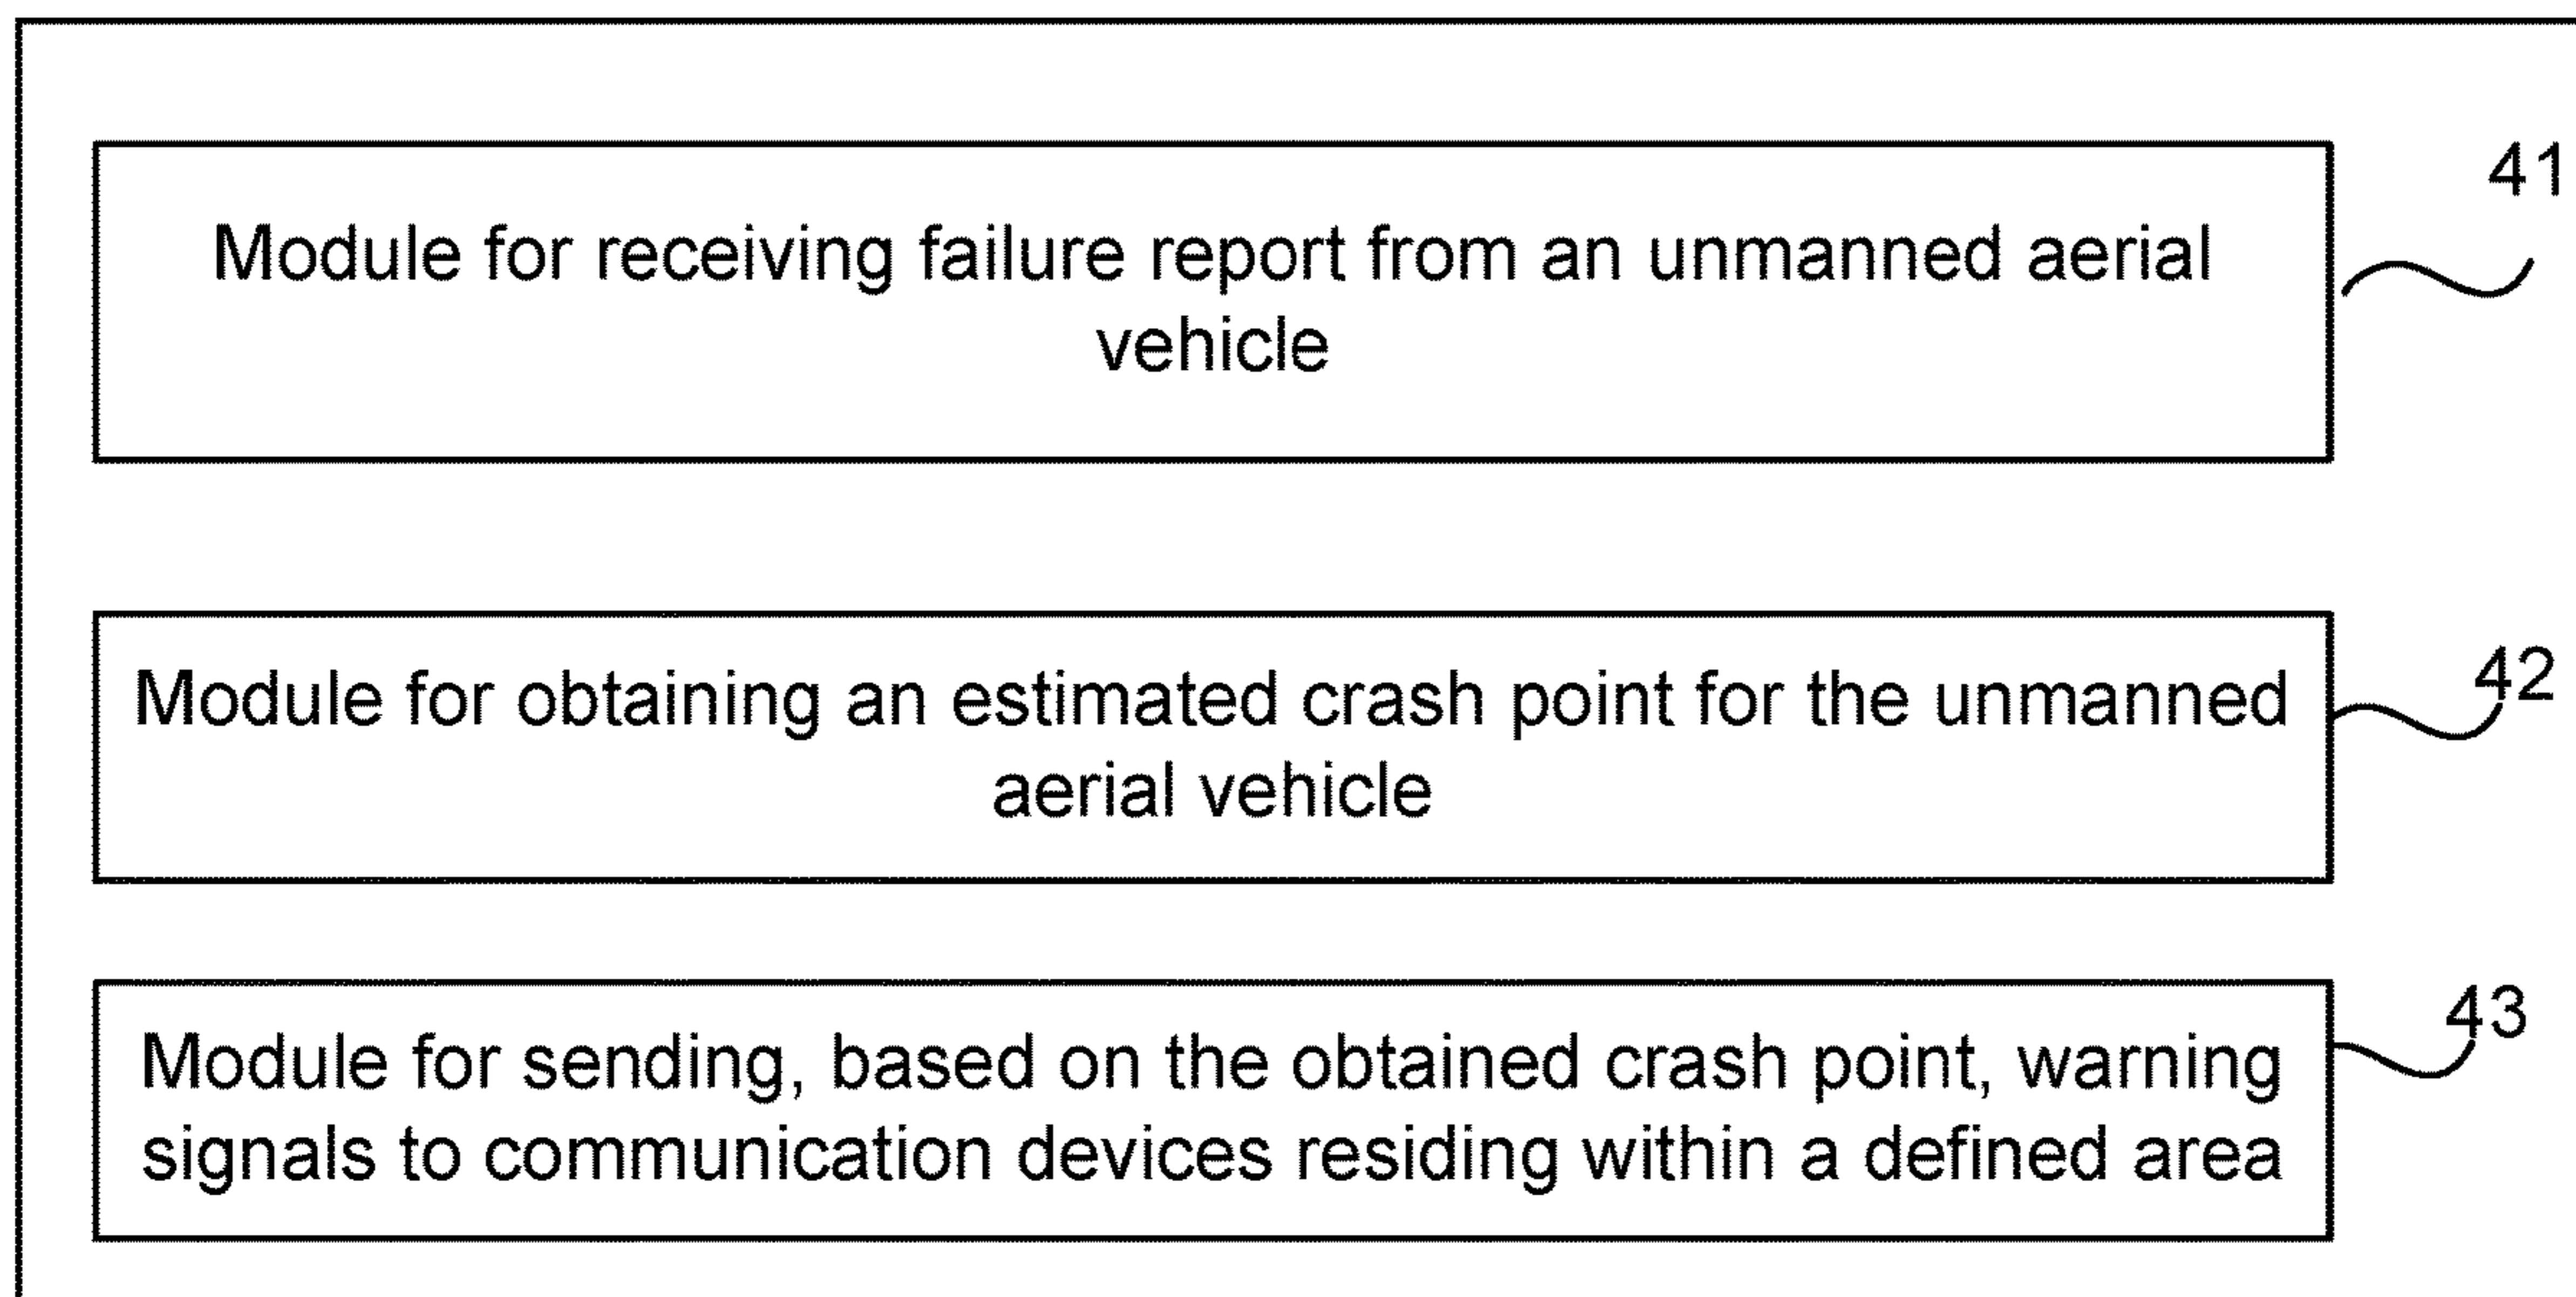 41
Module for receiving failure report from an unmanned aerial
vehicle
42
Module for obtaining an estimated crash point for the unmanned
aerial vehicle
43
Module for sending, based on the obtained crash point, warning
signals to communication devices residing within a defined area